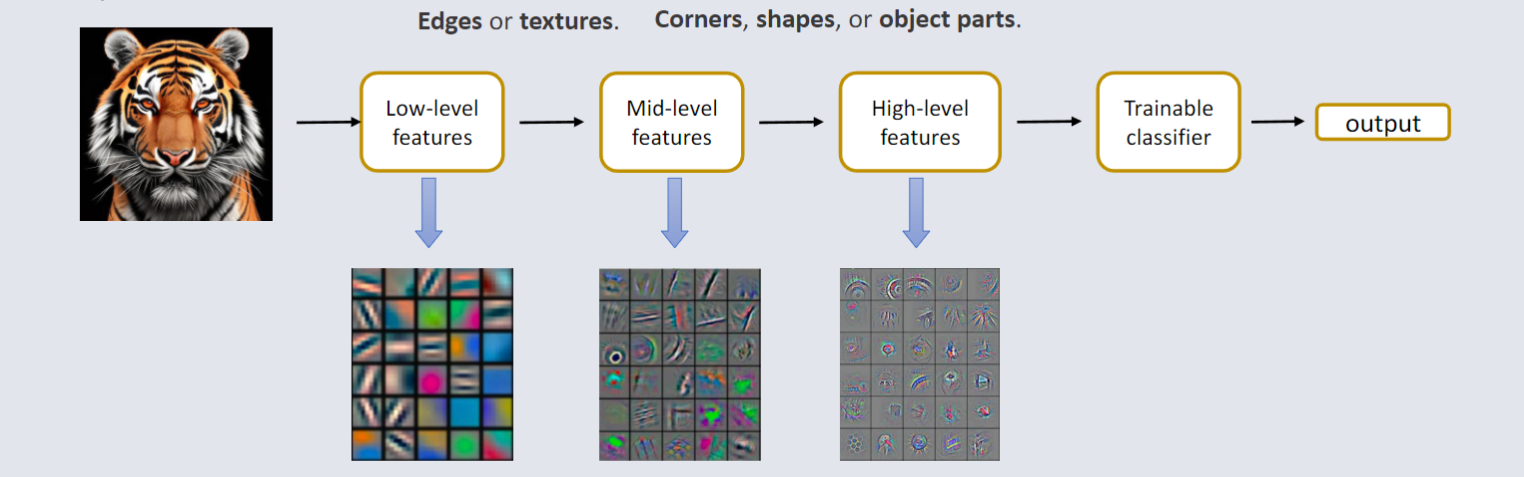 Edges or textures. Corners, shapes, or object parts.
Low-level
features
Mid-level
features
High-level
features
Trainable
classifier
output